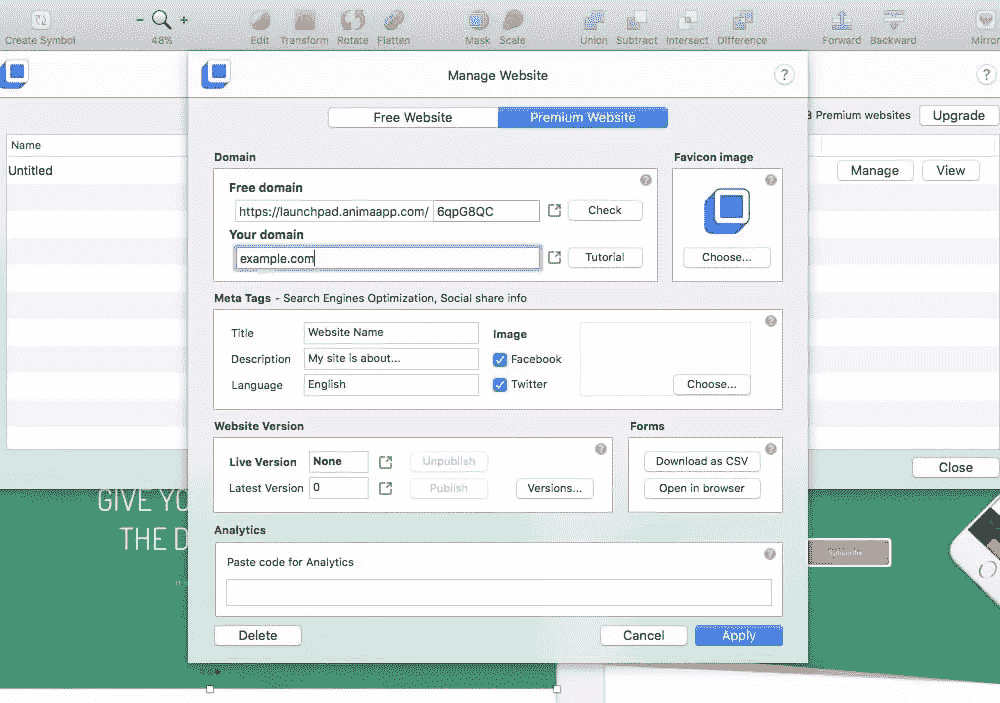 Create Symbol
48%
Edit Transform Rotate Flatten
Mask Scale
Union Subtract Intersect Difference
Forward Backward
Mirror
Manage Website
?
?
Free Website
Premium Website
3 Premium websites
Upgrade
Name
Untitled
Manage
View
Domain
Free domain
https://launchpad.animaapp.com/ 6qpG8QC
Check
Your domain
example.com
Tutorial
Favicon image
?
Choose...
Meta Tags - Search Engines Optimization, Social share info
Title Website Name
Description My site is about...
Language English
Image
Facebook
Twitter
Choose...
Website Version
Live Version None
Unpublish
Latest Version 0
Publish
Versions...
Forms
Download as CSV
Open in browser
Close
Analytics
Paste code for Analytics
Delete
Cancel
Apply
GIVE YO
THE D